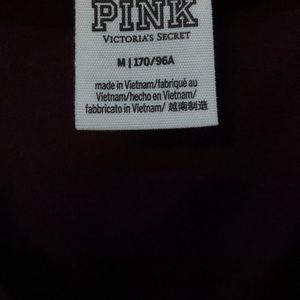 PINK
VICTORIA'S SECRET
M | 170/96A
made in Vietnam/fabriqué au
Vietnam/hecho en Vietnam/
fabbricato in Vietnam/ 越南制造